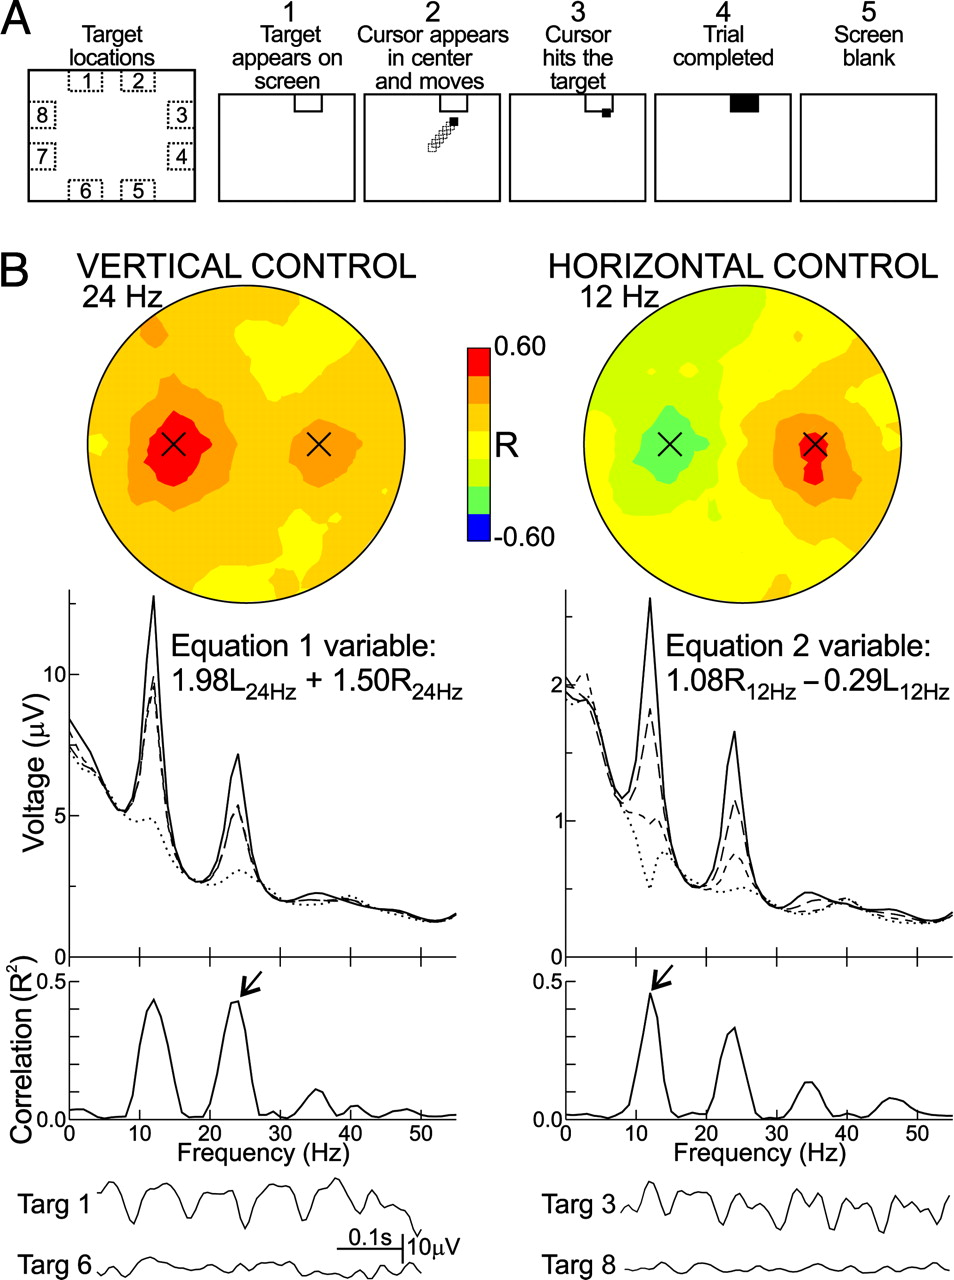 A
Target locations
1 2
8 3
7 4
6 5
1
Target appears on screen
2
Cursor appears in center and moves
3
Cursor hits the target
4
Trial completed
5
Screen blank
B
VERTICAL CONTROL
24 Hz
HORIZONTAL CONTROL
12 Hz
0.60
R
-0.60
Equation 1 variable:
1.98L24Hz + 1.50R24Hz
Equation 2 variable:
1.08R12Hz – 0.29L12Hz
Voltage (µV)
10
5
0
2
1
0
Correlation (R2)
0.5
0.0
0 10 20 30 40 50
Frequency (Hz)
0.5
0.0
0 10 20 30 40 50
Frequency (Hz)
Targ 1
0.1s
10µV
Targ 6
Targ 3
Targ 8